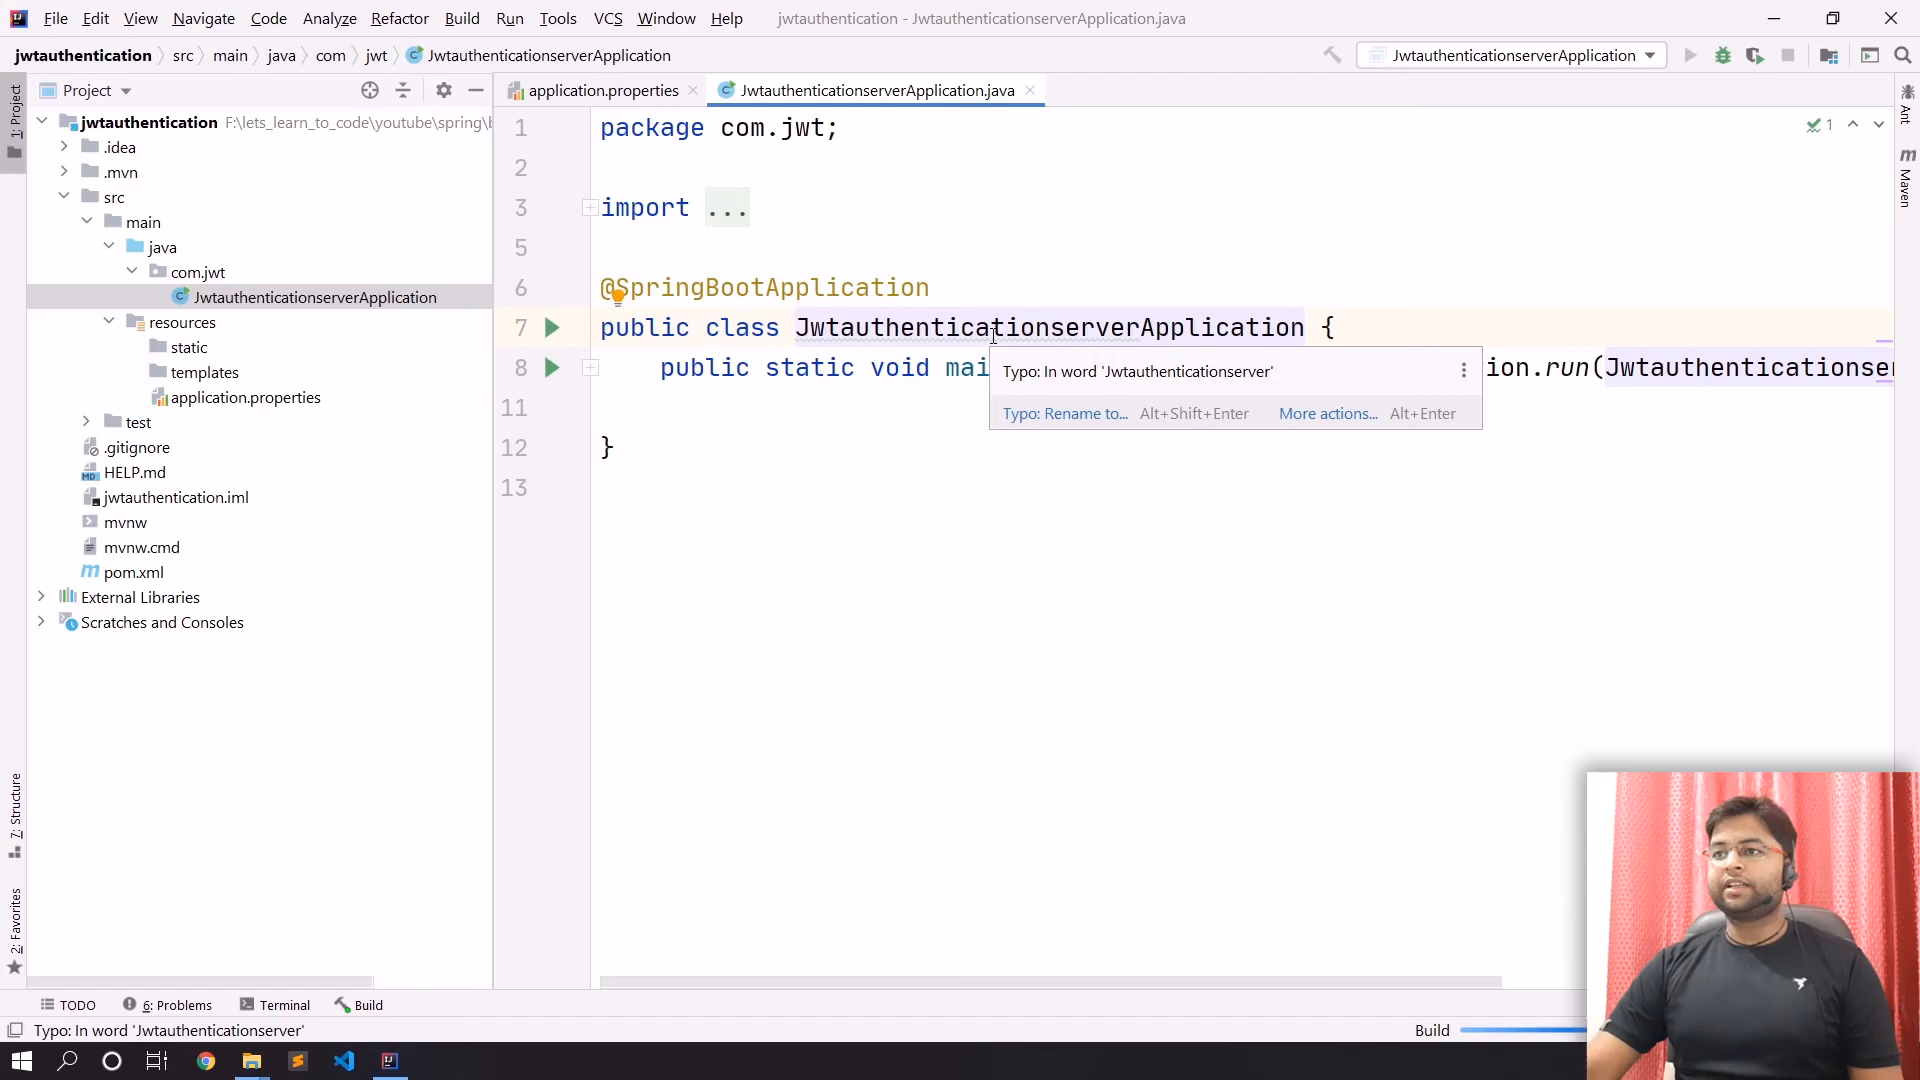 File Edit View Navigate Code Analyze Refactor Build Run Tools VCS Window Help jwtauthentication - JwtauthenticationserverApplication.java
jwtauthentication src main java com jwt JwtauthenticationserverApplication
JwtauthenticationserverApplication
Project
application.properties
JwtauthenticationserverApplication.java
1: Project
jwtauthentication F:\lets_learn_to_code\youtube\spring\
.idea
.mvn
src
main
java
com.jwt
JwtauthenticationserverApplication
resources
static
templates
application.properties
test
.gitignore
HELP.md
jwtauthentication.iml
mvnw
mvnw.cmd
pom.xml
External Libraries
Scratches and Consoles
7: Structure
2: Favorites
1 package com.jwt;
2
3 import ...
5
6 @SpringBootApplication
7 public class JwtauthenticationserverApplication {
8 public static void mai ion.run(Jwtauthenticationse
11
12 }
13
1
Typo: In word 'Jwtauthenticationserver'
Typo: Rename to... Alt+Shift+Enter More actions... Alt+Enter
Ant
Maven
TODO 6: Problems Terminal Build
Typo: In word 'Jwtauthenticationserver'
Build